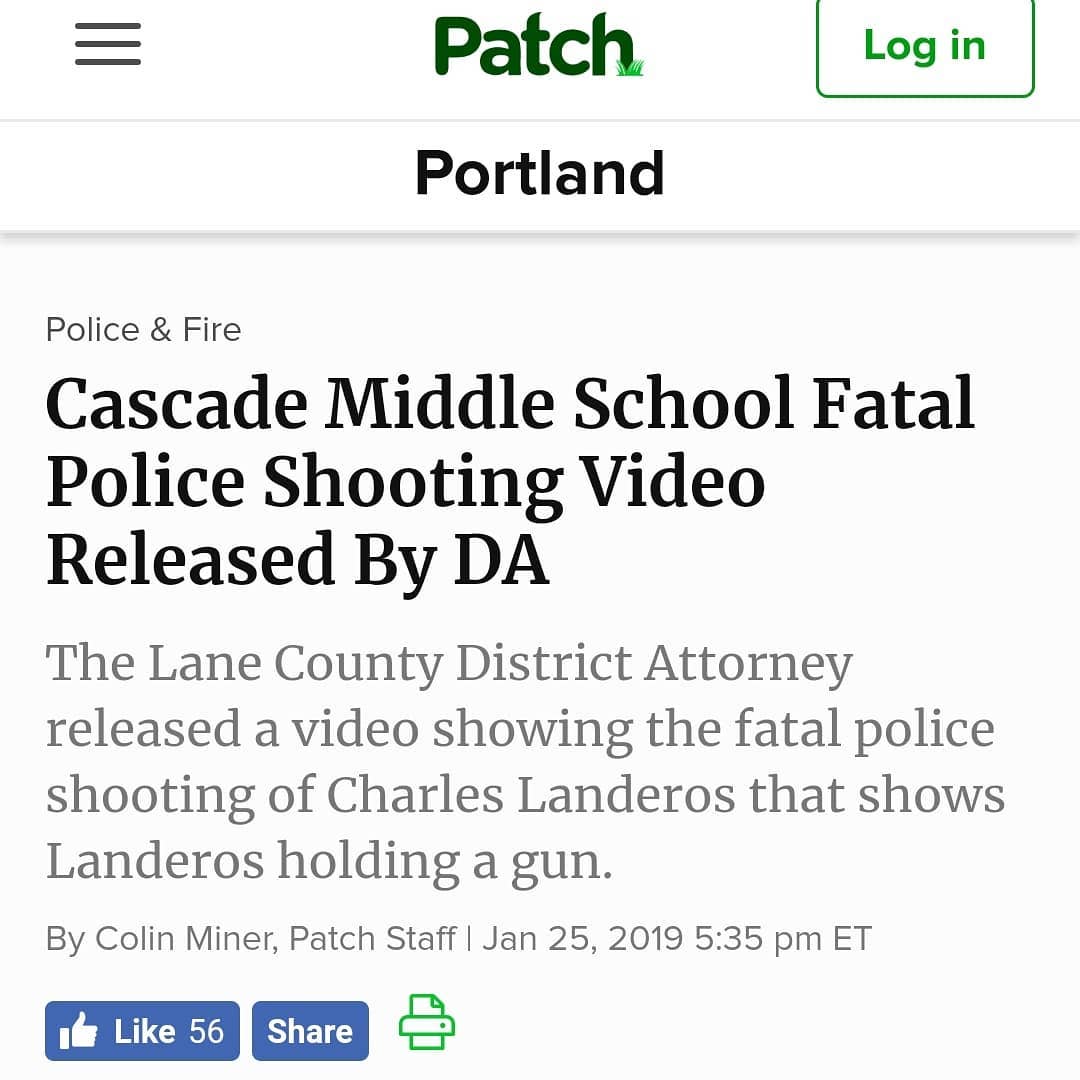 Patch
Log in
Portland
Police & Fire
Cascade Middle School Fatal
Police Shooting Video
Released By DA
The Lane County District Attorney
released a video showing the fatal police
shooting of Charles Landeros that shows
Landeros holding a gun.
By Colin Miner, Patch Staff | Jan 25, 2019 5:35 pm ET
Like 56 Share